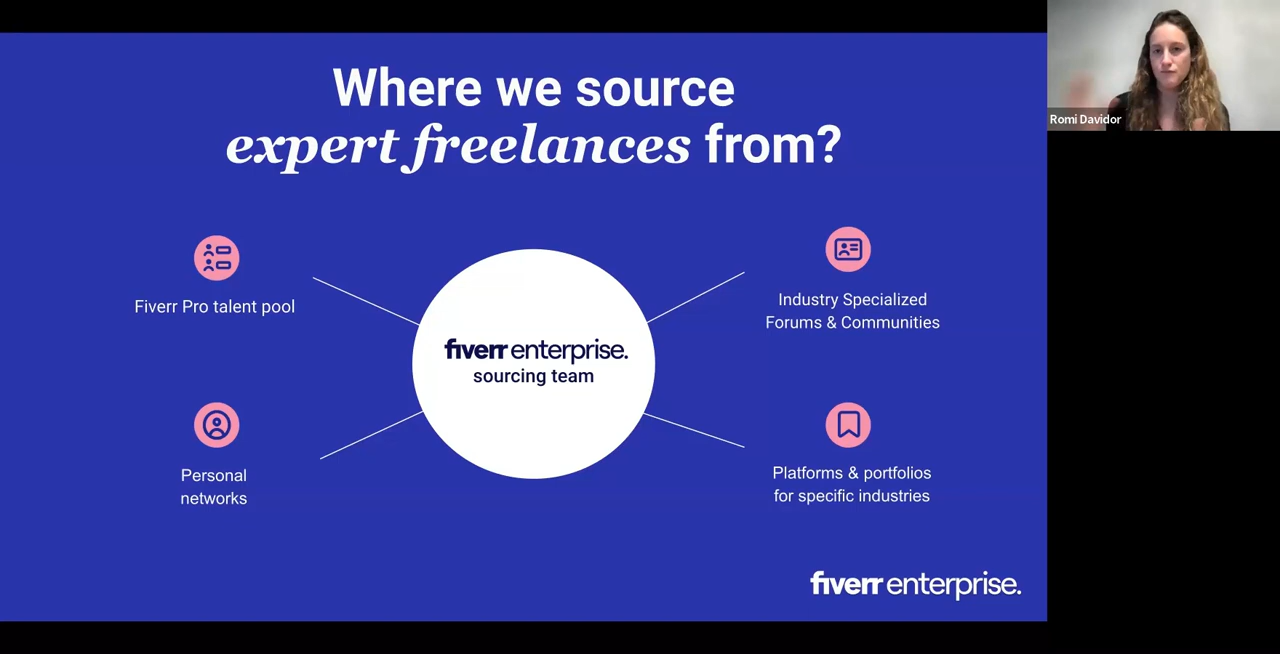 Where we source
expert freelances from?
Romi Davidor
Fiverr Pro talent pool
Industry Specialized
Forums & Communities
fiverr enterprise.
sourcing team
Personal
networks
Platforms & portfolios
for specific industries
fiverr enterprise.